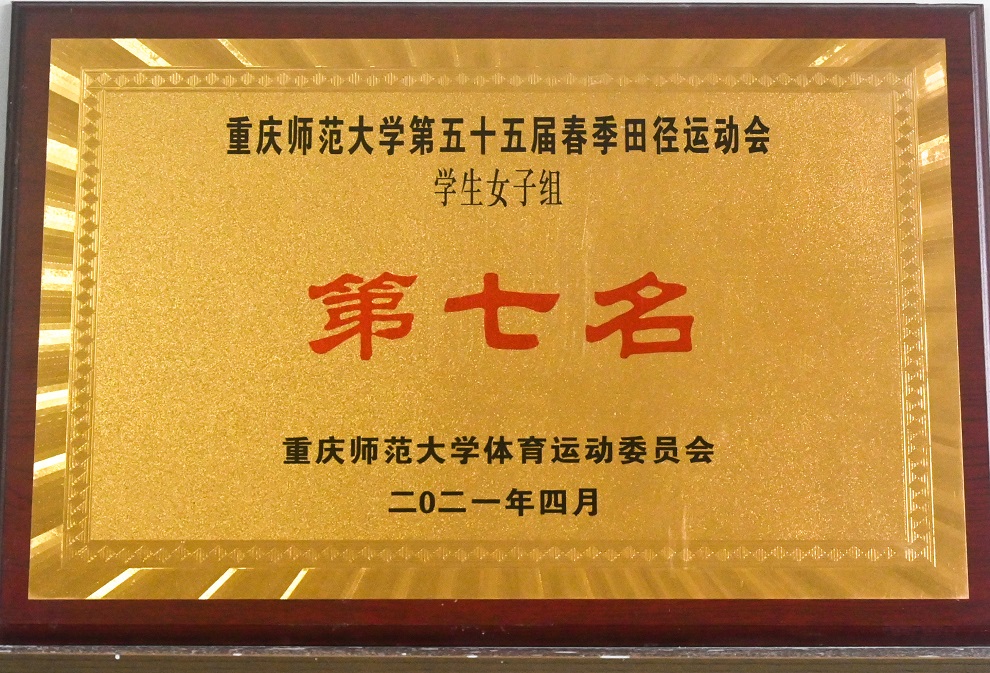 重庆师范大学第五十五届春季田径运动会
学生女子组
第七名
重庆师范大学体育运动委员会
二0二一年四月